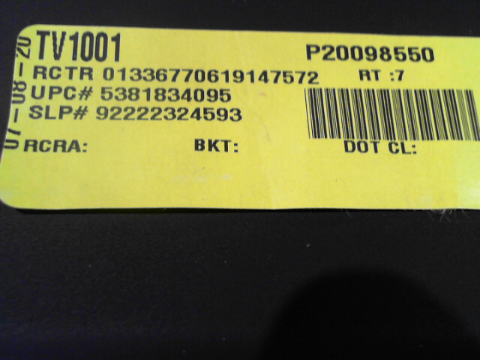 07-08-20
TV1001 P20098550
RCTR 01336770619147572 RT :7
UPC# 5381834095
SLP# 92222324593
RCRA: BKT: DOT CL: